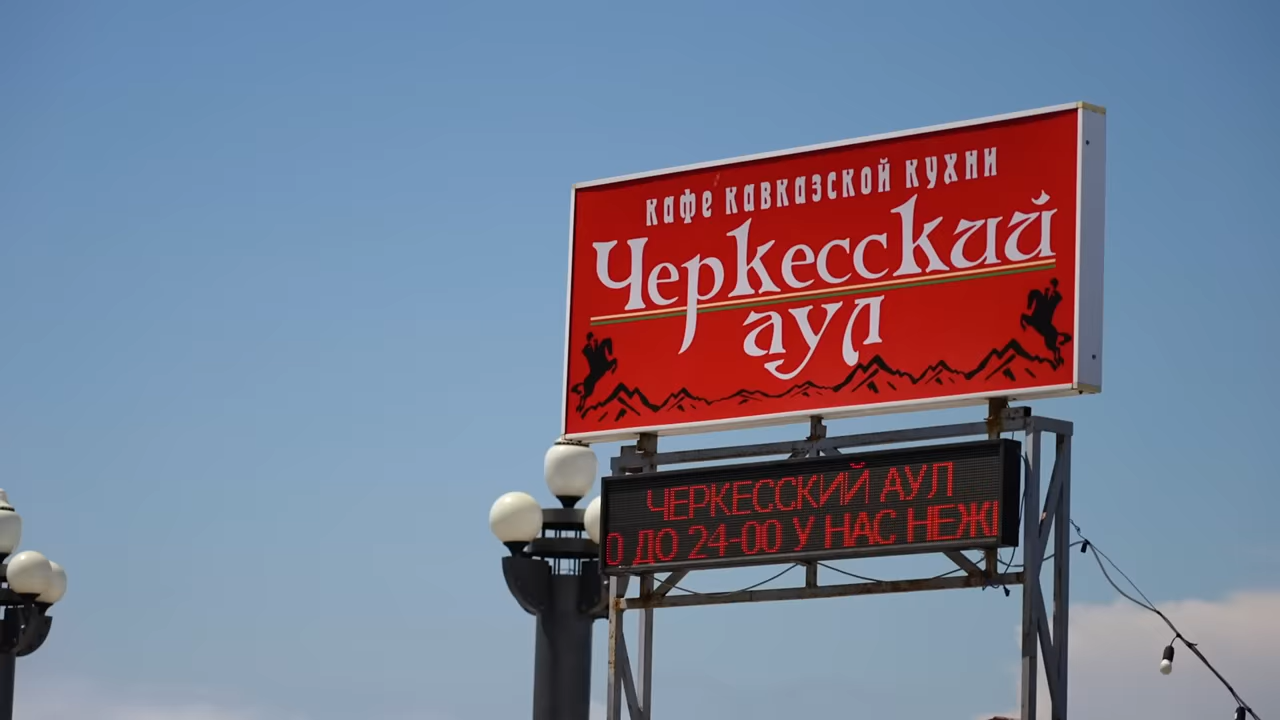 кафе кавказской кухни
Черкесский
аул
ЧЕРКЕССКИЙ АУЛ
0 ДО 24-00 У НАС НЕЖ